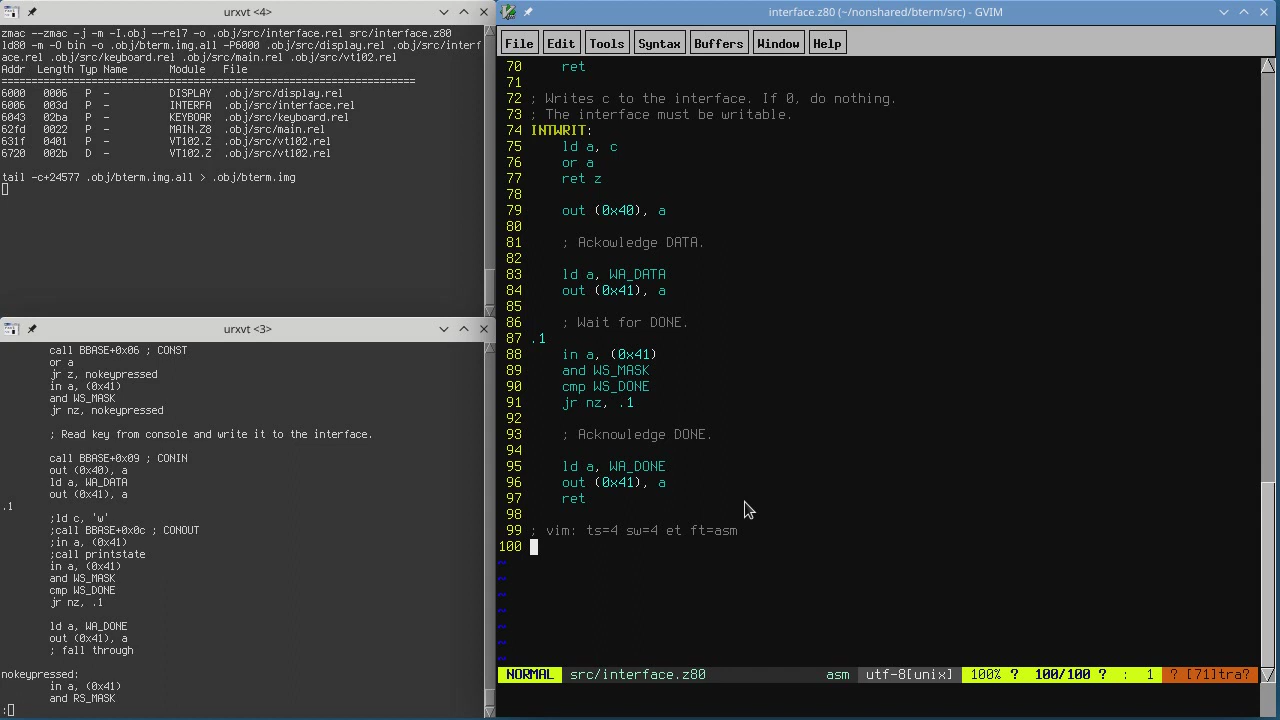 urxvt <4>
zmac --zmac -j -m -I.obj --rel7 -o .obj/src/interface.rel src/interface.z80
ld80 -m -O bin -o .obj/bterm.img.all -P6000 .obj/src/display.rel .obj/src/interf
ace.rel .obj/src/keyboard.rel .obj/src/main.rel .obj/src/vt102.rel
Addr Length Typ Name Module File
================================================================
6000 0006 P - DISPLAY .obj/src/display.rel
6006 003d P - INTERFA .obj/src/interface.rel
6043 02ba P - KEYBOAR .obj/src/keyboard.rel
62fd 0022 P - MAIN.Z8 .obj/src/main.rel
631f 0401 P - VT102.Z .obj/src/vt102.rel
6720 002b D - VT102.Z .obj/src/vt102.rel
tail -c+24577 .obj/bterm.img.all > .obj/bterm.img
urxvt <3>
call BBASE+0x06 ; CONST
or a
jr z, nokeypressed
in a, (0x41)
and WS_MASK
jr nz, nokeypressed
; Read key from console and write it to the interface.
call BBASE+0x09 ; CONIN
out (0x40), a
ld a, WA_DATA
out (0x41), a
.1
;ld c, 'w'
;call BBASE+0x0c ; CONOUT
;in a, (0x41)
;call printstate
in a, (0x41)
and WS_MASK
cmp WS_DONE
jr nz, .1
ld a, WA_DONE
out (0x41), a
; fall through
nokeypressed:
in a, (0x41)
and RS_MASK
:
interface.z80 (~/nonshared/bterm/src) - GVIM
File Edit Tools Syntax Buffers Window Help
70 ret
71
72 ; Writes c to the interface. If 0, do nothing.
73 ; The interface must be writable.
74 INTWRIT:
75 ld a, c
76 or a
77 ret z
78
79 out (0x40), a
80
81 ; Ackowledge DATA.
82
83 ld a, WA_DATA
84 out (0x41), a
85
86 ; Wait for DONE.
87 .1
88 in a, (0x41)
89 and WS_MASK
90 cmp WS_DONE
91 jr nz, .1
92
93 ; Acknowledge DONE.
94
95 ld a, WA_DONE
96 out (0x41), a
97 ret
98
99 ; vim: ts=4 sw=4 et ft=asm
100
~
~
~
~
~
~
~
NORMAL src/interface.z80 asm utf-8[unix] 100% ? 100/100 ? : 1 ? [71]tra?